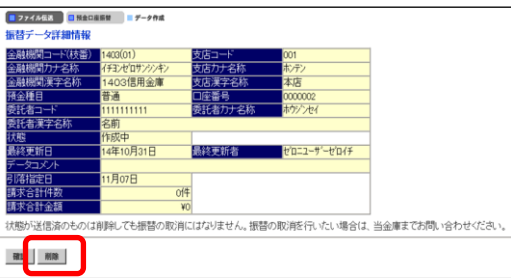 ファイル伝送 預金口座振替 データ作成
振替データ詳細情報
金融機関コード(枝番) 1403(01) 支店コード 001
金融機関カナ名称 イチヨンゼロサンシンキン 支店カナ名称 ホンテン
金融機関漢字名称 1403信用金庫 支店漢字名称 本店
預金種目 普通 口座番号 0000002
委託者コード 1111111111 委託者カナ名称
委託者漢字名称 名前
状態 作成中
最終更新日 14年10月31日 最終更新者 ゼロニユーザーゼロイチ
データコメント
引落指定日 11月07日
請求合計件数 0件
請求合計金額 ¥0
状態が送信済のものは削除しても振替の取消にはなりません。振替の取消を行いたい場合は、当金庫までお問い合わせください。
削除